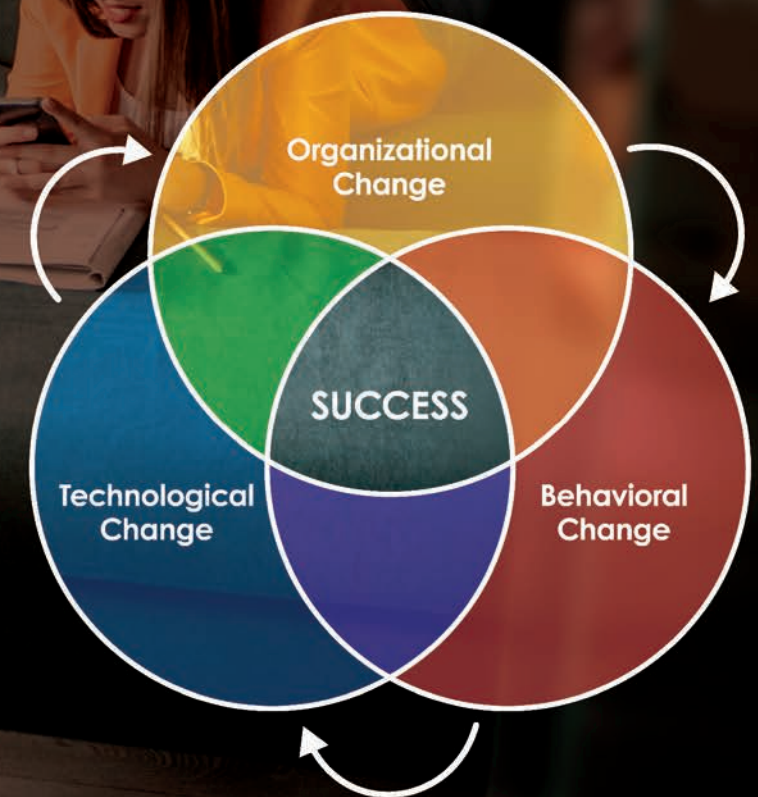 Organizational
Change
SUCCESS
Technological
Change
Behavioral
Change